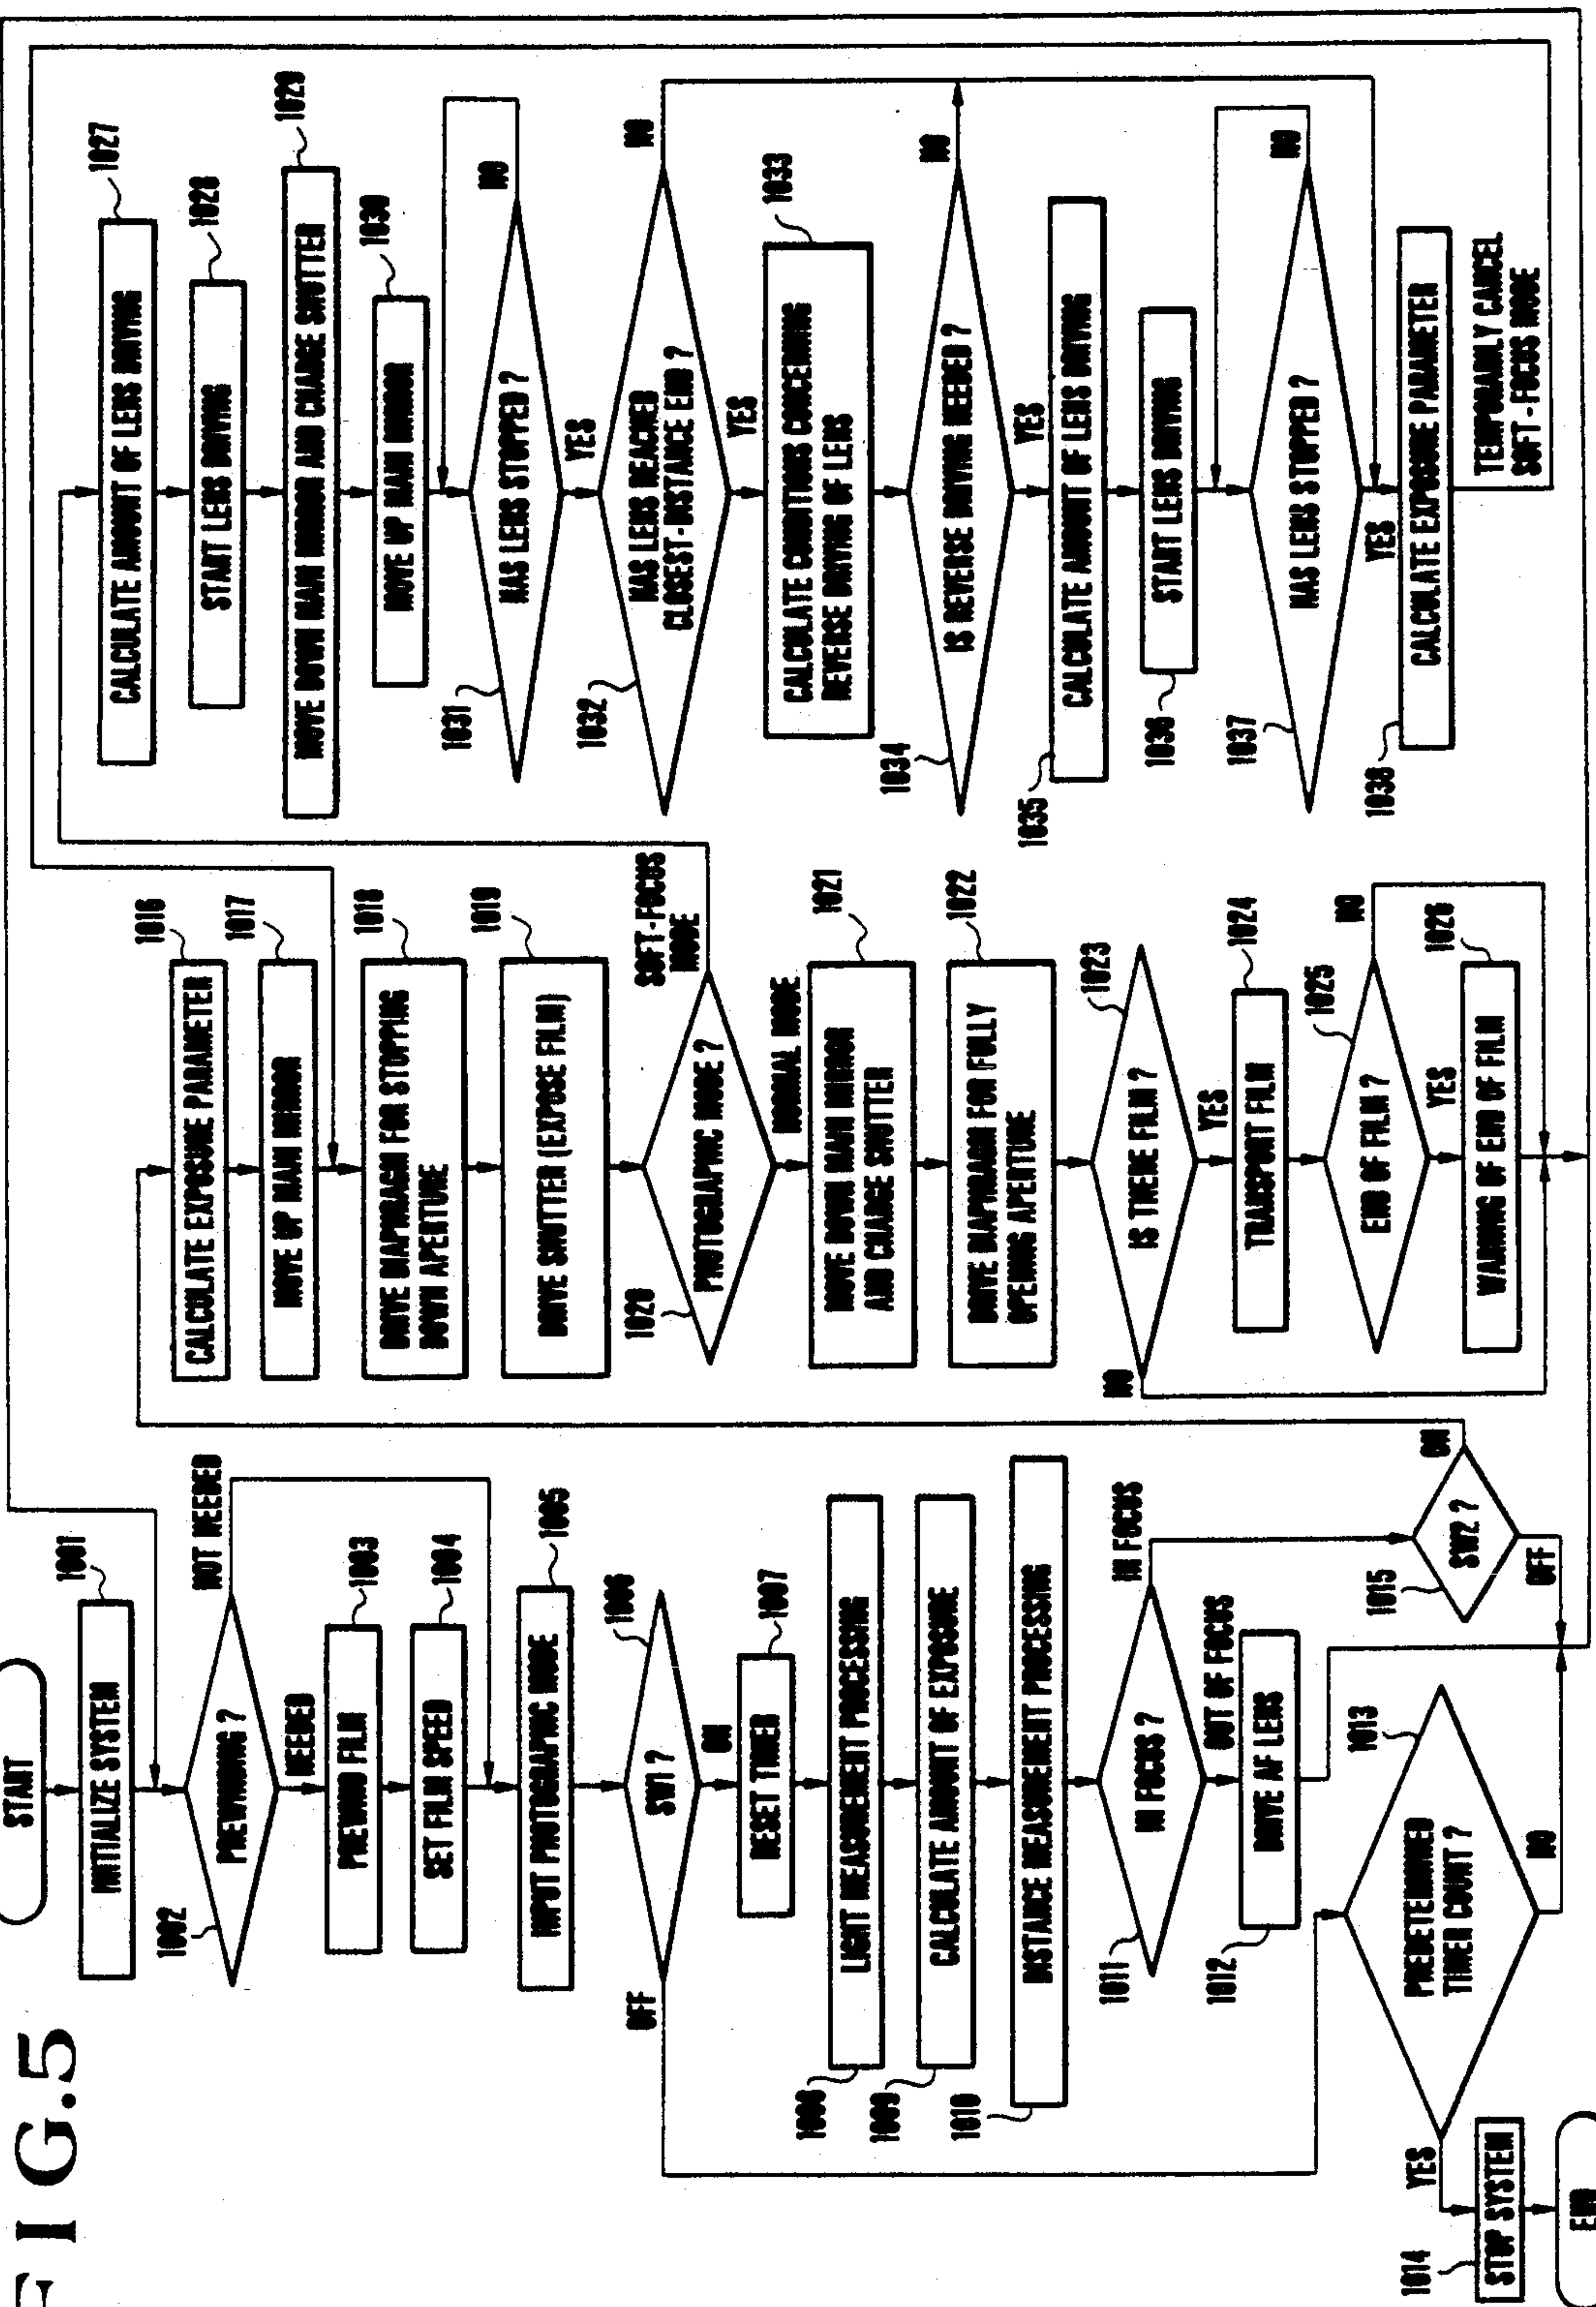 FIG.5
START
1001
INITIALIZE SYSTEM
1002
PREWINDING ?
NOT NEEDED
NEEDED
1003
PREWIND FILM
1004
SET FILM SPEED
1005
INPUT PHOTOGRAPHIC MODE
1006
SW1 ?
OFF
ON
1007
RESET TIMER
1008
LIGHT MEASUREMENT PROCESSING
1009
CALCULATE AMOUNT OF EXPOSURE
1010
DISTANCE MEASUREMENT PROCESSING
1011
IN FOCUS ?
IN FOCUS
OUT OF FOCUS
1012
DRIVE AF LENS
1013
PREDETERMINED
TIMER COUNT ?
YES
NO
1014
STOP SYSTEM
END
1015
SW2 ?
ON
OFF
1016
CALCULATE EXPOSURE PARAMETER
1017
MOVE UP MAIN MIRROR
1018
DRIVE DIAPHRAGM FOR STOPPING
DOWN APERTURE
1019
DRIVE SHUTTER (EXPOSE FILM)
1020
PHOTOGRAPHIC MODE ?
SOFT-FOCUS
MODE
NORMAL MODE
1021
MOVE DOWN MAIN MIRROR
AND CHARGE SHUTTER
1022
DRIVE DIAPHRAGM FOR FULLY
OPENING APERTURE
1023
IS THERE FILM ?
NO
YES
1024
TRANSPORT FILM
1025
END OF FILM ?
NO
YES
1026
WARNING OF END OF FILM
1027
CALCULATE AMOUNT OF LENS DRIVING
1028
START LENS DRIVING
1029
MOVE DOWN MAIN MIRROR AND CHARGE SHUTTER
1030
MOVE UP MAIN MIRROR
1031
HAS LENS STOPPED ?
NO
YES
1032
HAS LENS REACHED
CLOSEST-DISTANCE END ?
NO
YES
1033
CALCULATE CONDITIONS CONCERNING
REVERSE DRIVING OF LENS
1034
IS REVERSE DRIVING NEEDED ?
NO
YES
1035
CALCULATE AMOUNT OF LENS DRIVING
1036
START LENS DRIVING
1037
HAS LENS STOPPED ?
NO
YES
1038
CALCULATE EXPOSURE PARAMETER
TEMPORARILY CANCEL
SOFT-FOCUS MODE